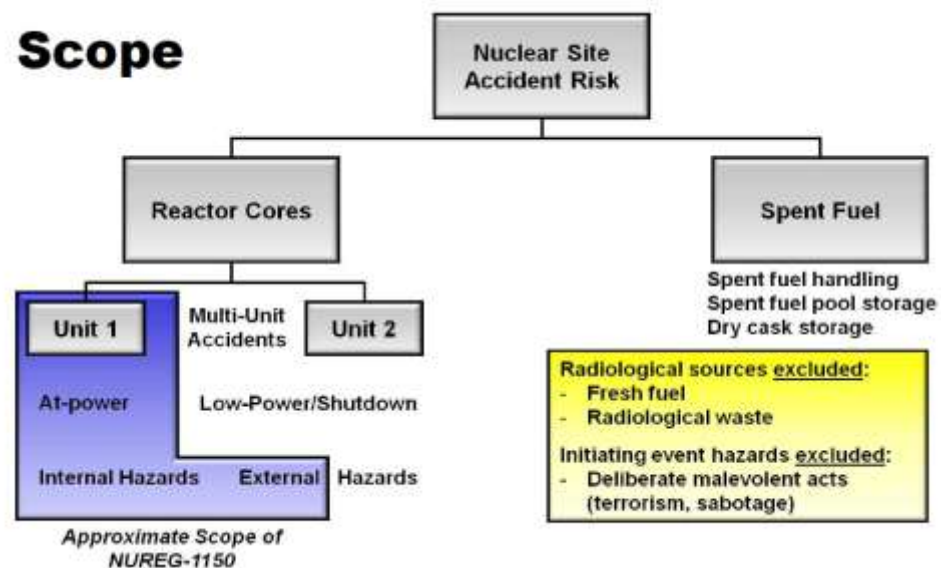 Scope
Nuclear Site
Accident Risk
Reactor Cores
Spent Fuel
Unit 1
Multi-Unit
Accidents
Unit 2
At-power
Low-Power/Shutdown
Internal Hazards
External Hazards
Approximate Scope of
NUREG-1150
Spent fuel handling
Spent fuel pool storage
Dry cask storage
Radiological sources excluded:
- Fresh fuel
- Radiological waste
Initiating event hazards excluded:
- Deliberate malevolent acts
(terrorism, sabotage)